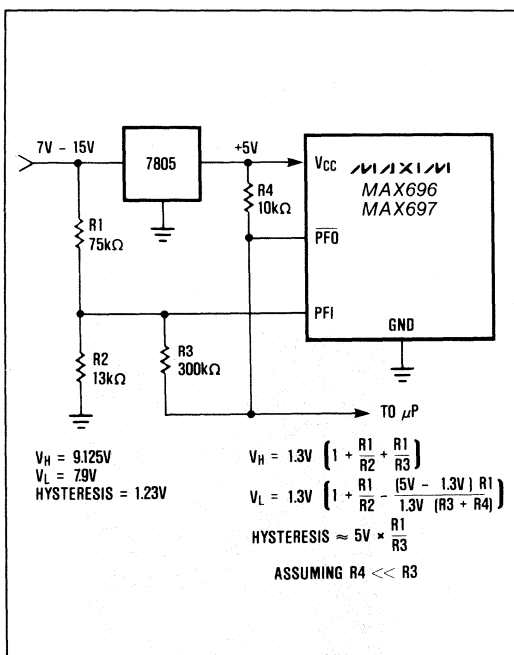 7V – 15V
7805
+5V
VCC
MAXIM
MAX696
MAX697
R4
10kΩ
PFO
R1
75kΩ
PFI
GND
R2
13kΩ
R3
300kΩ
TO μP
VH = 9.125V
VL = 7.9V
HYSTERESIS = 1.23V
VH = 1.3V (1 + R1/R2 + R1/R3)
VL = 1.3V (1 + R1/R2 - (5V - 1.3V) R1/1.3V (R3 + R4))
HYSTERESIS ≈ 5V × R1/R3
ASSUMING R4 << R3